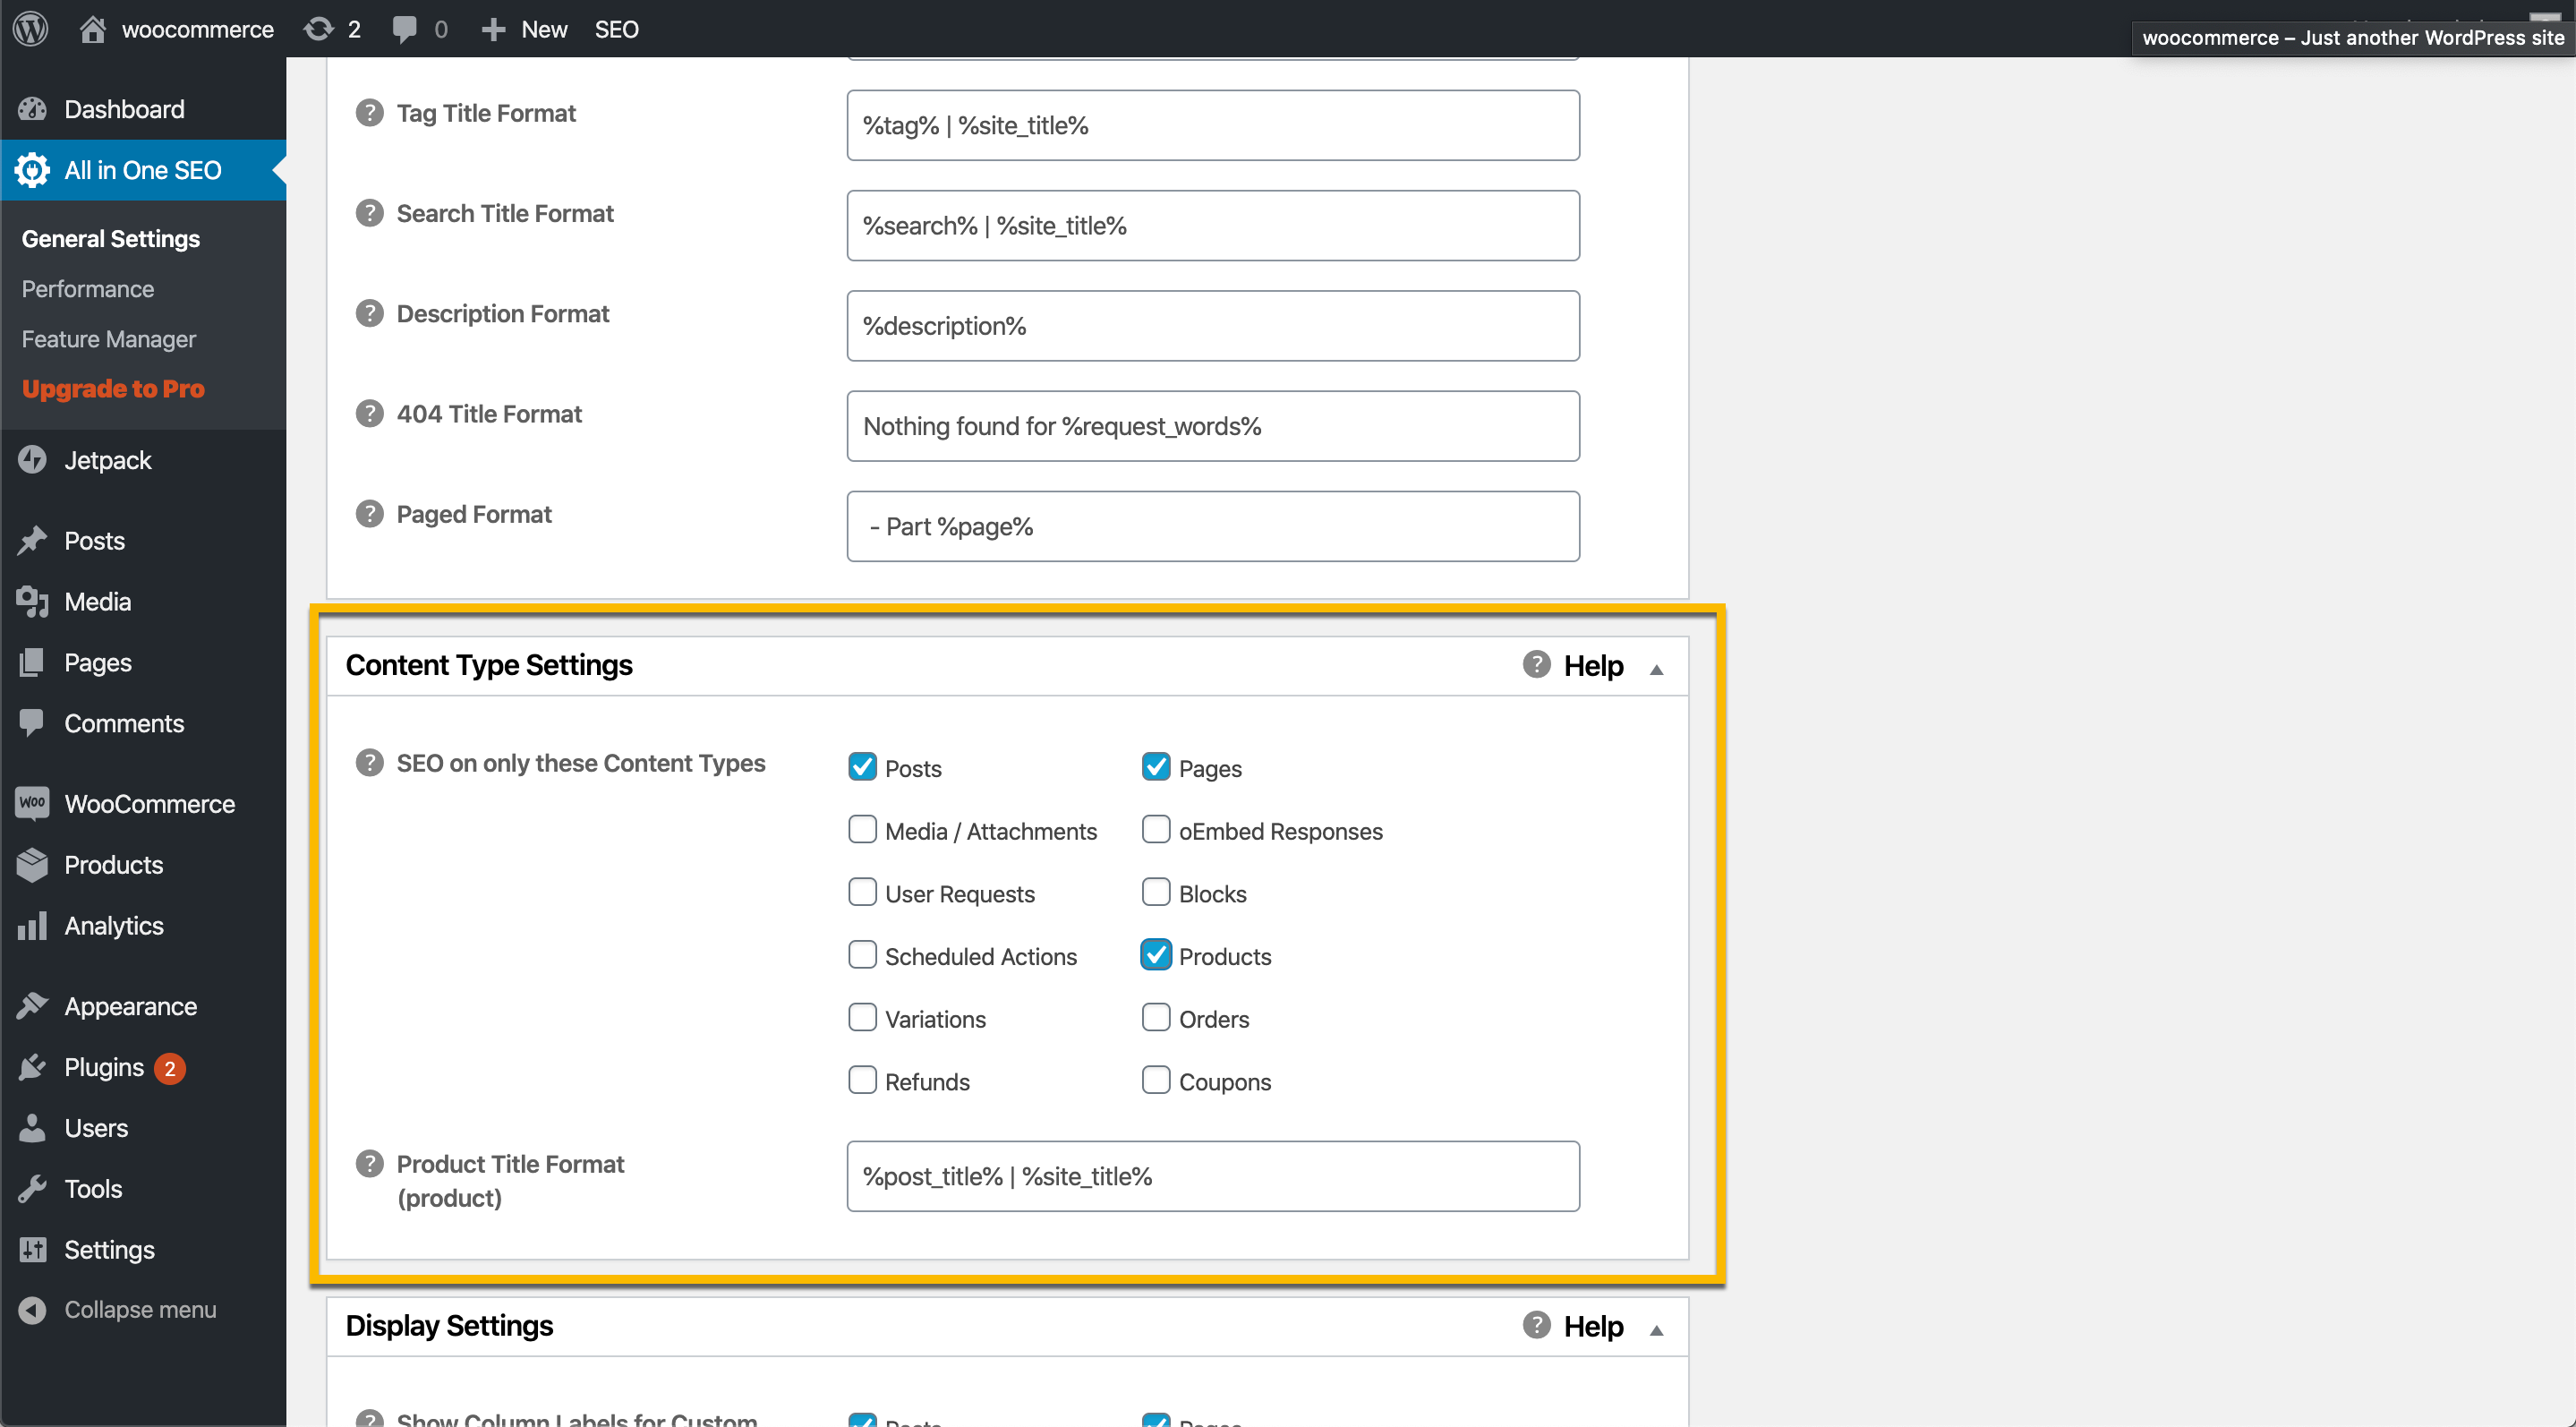 woocommerce 2 0 New SEO
woocommerce – Just another WordPress site
Dashboard
All in One SEO
General Settings
Performance
Feature Manager
Upgrade to Pro
Jetpack
Posts
Media
Pages
Comments
WooCommerce
Products
Analytics
Appearance
Plugins 2
Users
Tools
Settings
Collapse menu
? Tag Title Format
%tag% | %site_title%
? Search Title Format
%search% | %site_title%
? Description Format
%description%
? 404 Title Format
Nothing found for %request_words%
? Paged Format
- Part %page%
Content Type Settings
? Help
? SEO on only these Content Types
Posts
Pages
Media / Attachments
oEmbed Responses
User Requests
Blocks
Scheduled Actions
Products
Variations
Orders
Refunds
Coupons
? Product Title Format
(product)
%post_title% | %site_title%
Display Settings
? Help
? Show Column Labels for Custom
Posts
Pages